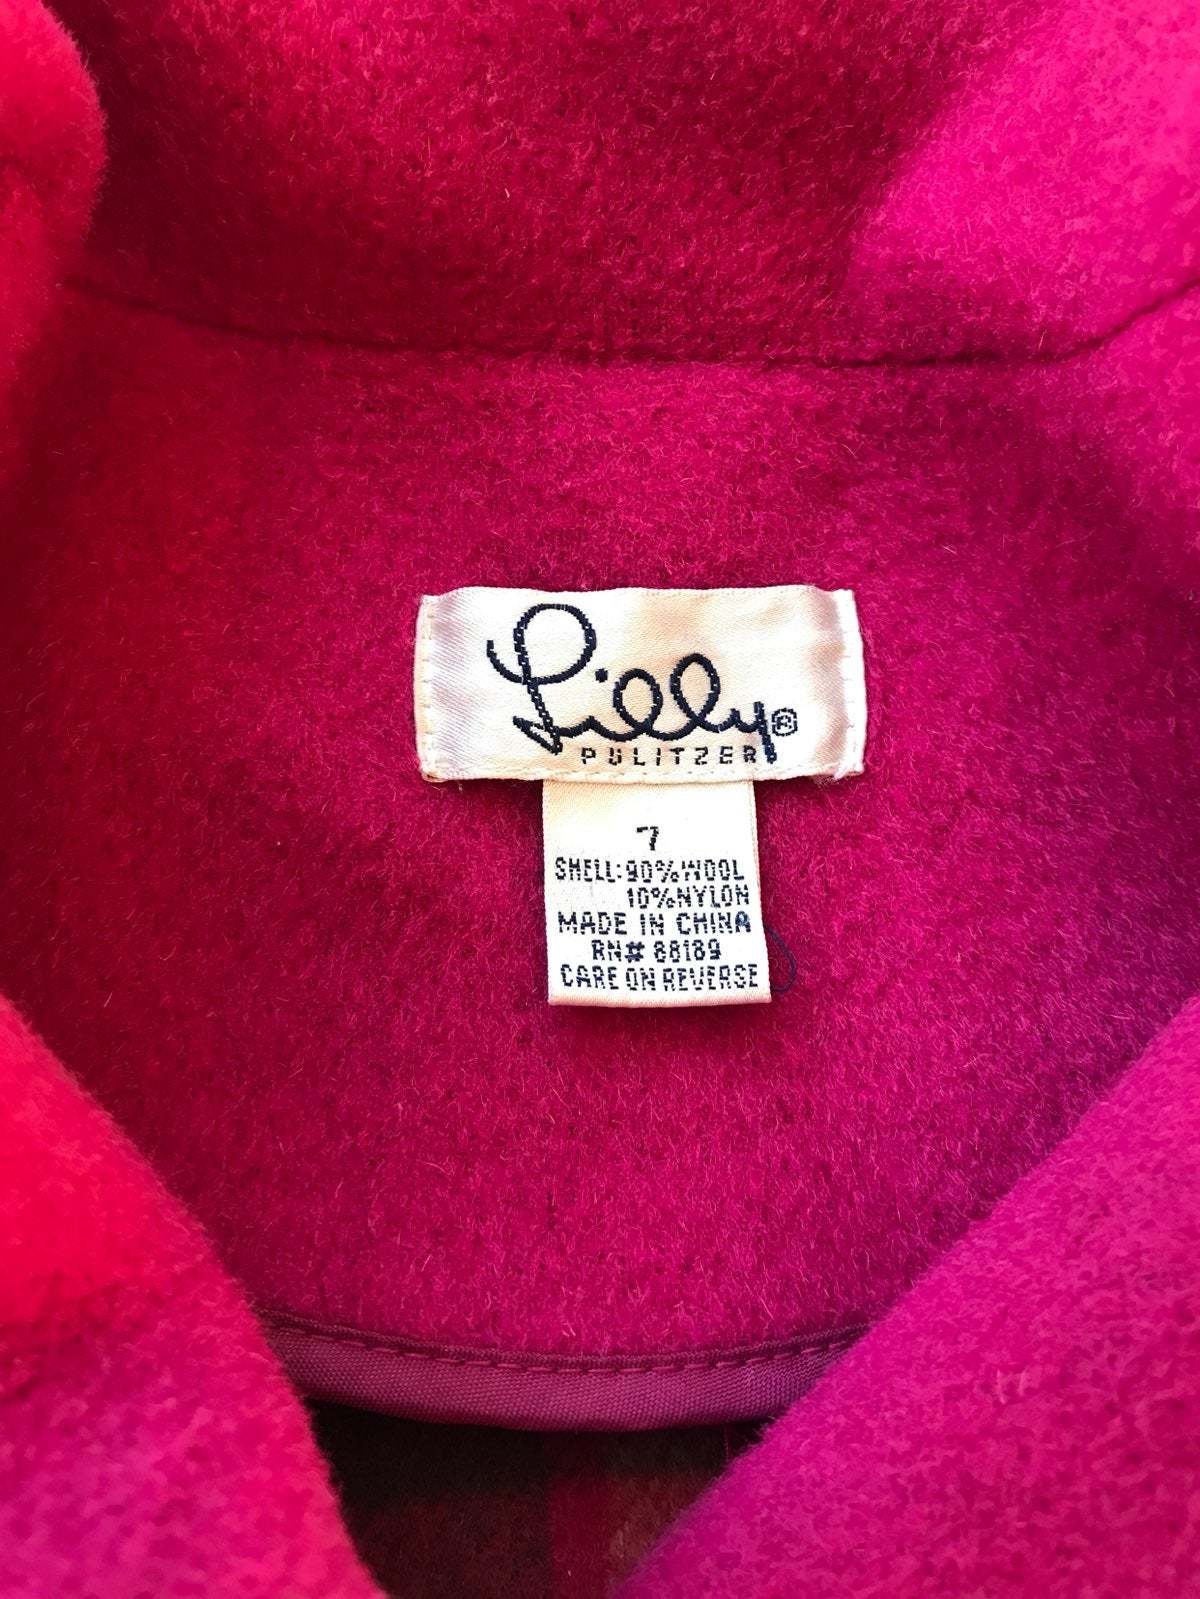 Lilly®
PULITZER
7
SHELL: 90% WOOL
10% NYLON
MADE IN CHINA
RN# 88189
CARE ON REVERSE